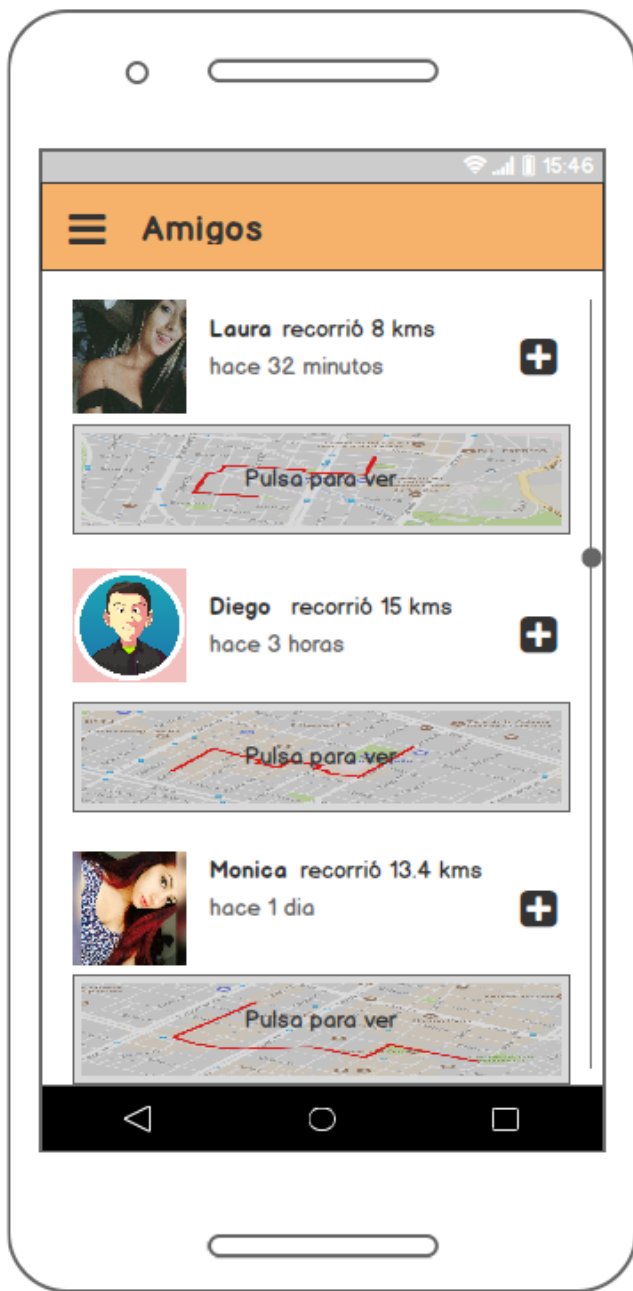 15:46
Amigos
Laura recorrió 8 kms
hace 32 minutos
Pulsa para ver
Diego recorrió 15 kms
hace 3 horas
Pulsa para ver
Monica recorrió 13.4 kms
hace 1 dia
Pulsa para ver